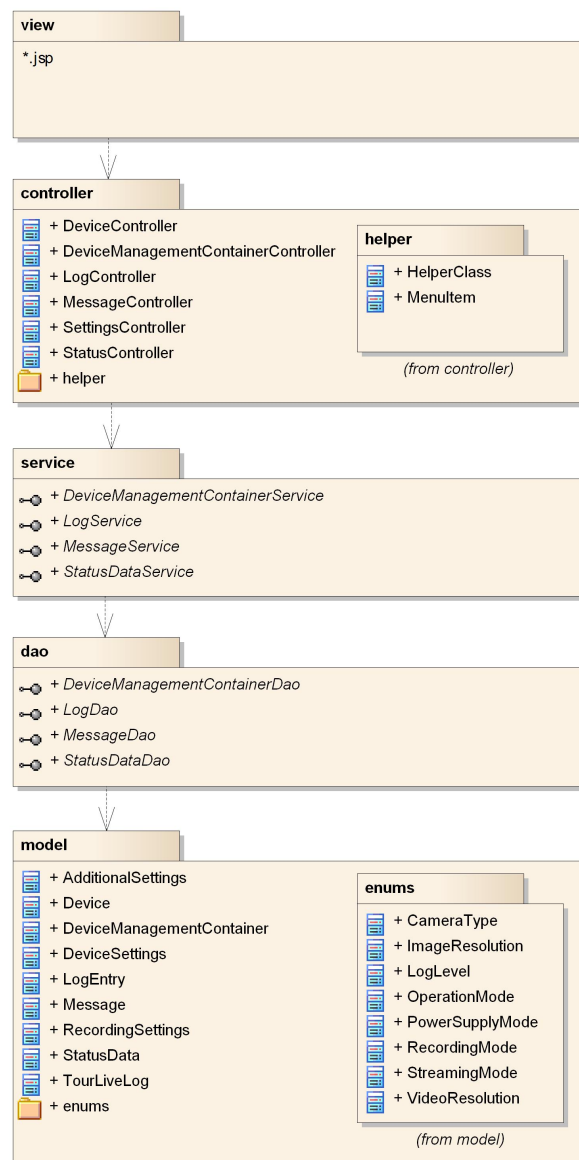 view
*.jsp
controller
+ DeviceController
+ DeviceManagementContainerController
+ LogController
+ MessageController
+ SettingsController
+ StatusController
+ helper
helper
+ HelperClass
+ MenuItem
(from controller)
service
+ DeviceManagementContainerService
+ LogService
+ MessageService
+ StatusDataService
dao
+ DeviceManagementContainerDao
+ LogDao
+ MessageDao
+ StatusDataDao
model
+ AdditionalSettings
+ Device
+ DeviceManagementContainer
+ DeviceSettings
+ LogEntry
+ Message
+ RecordingSettings
+ StatusData
+ TourLiveLog
+ enums
enums
+ CameraType
+ ImageResolution
+ LogLevel
+ OperationMode
+ PowerSupplyMode
+ RecordingMode
+ StreamingMode
+ VideoResolution
(from model)